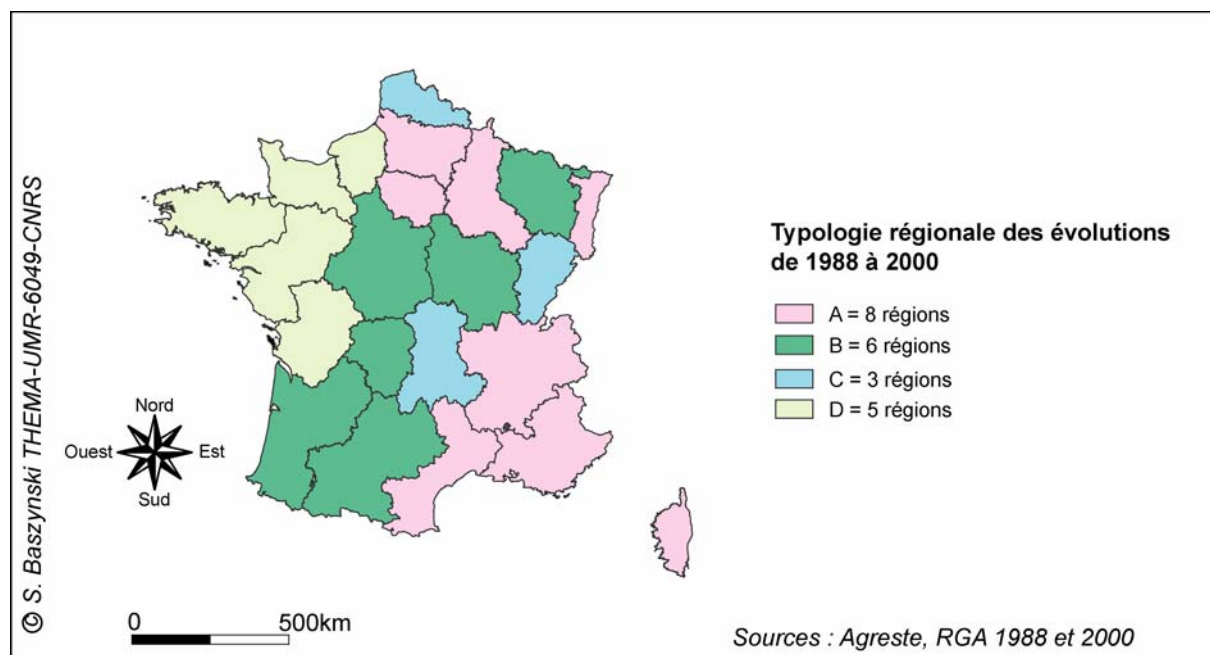 © S. Baszynski THEMA-UMR-6049-CNRS
Typologie régionale des évolutions
de 1988 à 2000
A = 8 régions
B = 6 régions
C = 3 régions
D = 5 régions
Nord
Ouest
Est
Sud
0
500km
Sources : Agreste, RGA 1988 et 2000